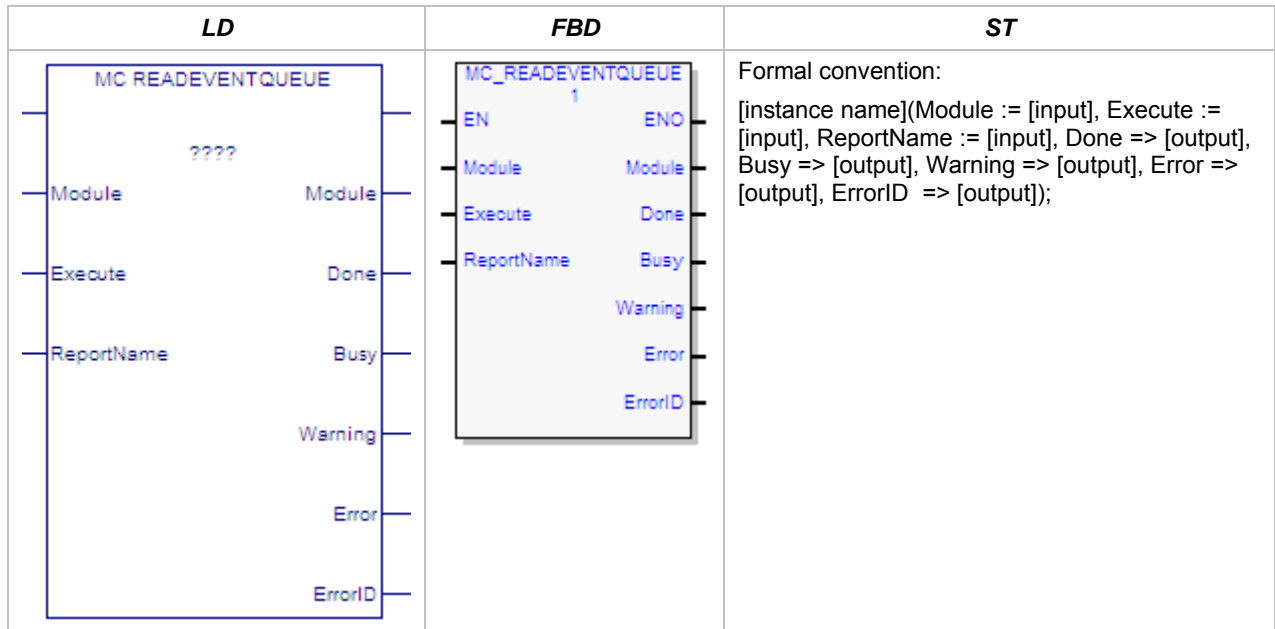 LD FBD ST
MC READEVENTQUEUE
????
Module Module
Execute Done
ReportName Busy
Warning
Error
ErrorID
MC_READEVENTQUEUE
1
EN ENO
Module Module
Execute Done
ReportName Busy
Warning
Error
ErrorID
Formal convention:
[instance name](Module := [input], Execute :=
[input], ReportName := [input], Done => [output],
Busy => [output], Warning => [output], Error =>
[output], ErrorID => [output]);